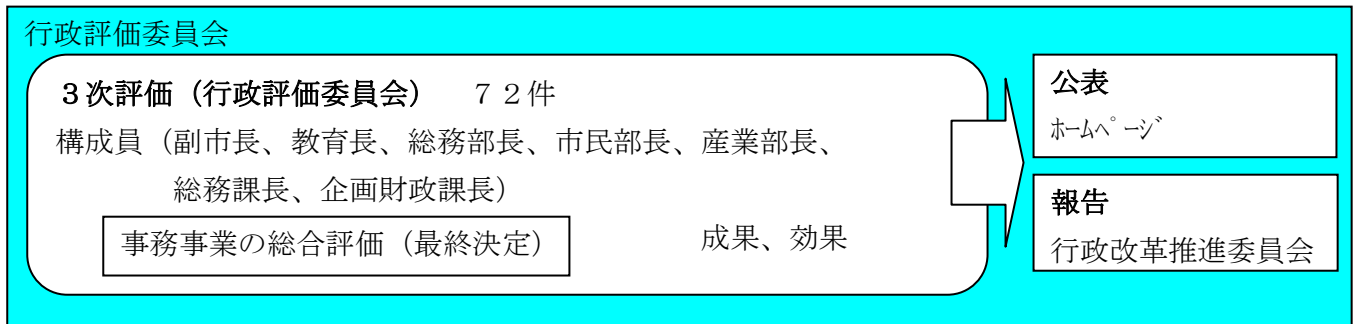 行政評価委員会
３次評価（行政評価委員会）　７２件
構成員（副市長、教育長、総務部長、市民部長、産業部長、
総務課長、企画財政課長）
事務事業の総合評価（最終決定）
成果、効果
公表
ﾎｰﾑﾍﾟｰｼﾞ
報告
行政改革推進委員会